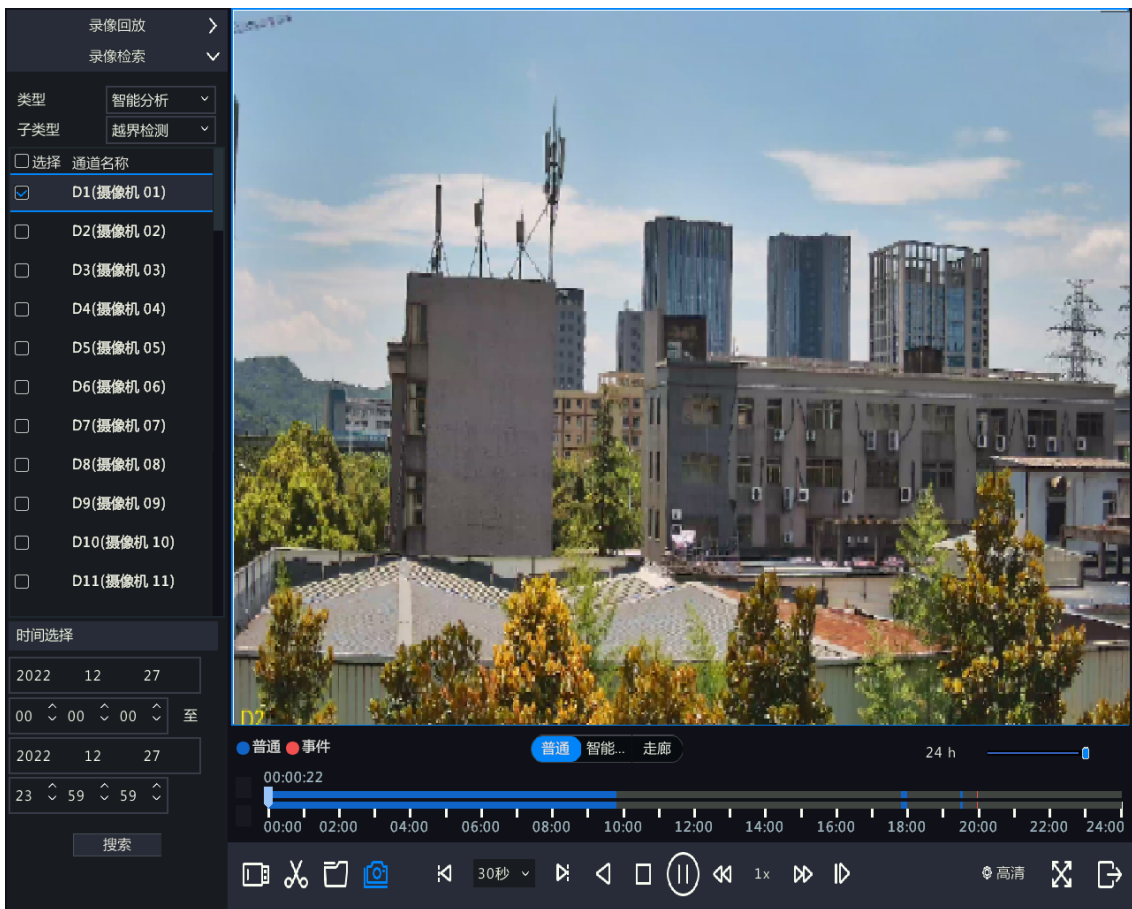 录像回放
录像检索
类型 智能分析
子类型 越界检测
选择 通道名称
D1(摄像机 01)
D2(摄像机 02)
D3(摄像机 03)
D4(摄像机 04)
D5(摄像机 05)
D6(摄像机 06)
D7(摄像机 07)
D8(摄像机 08)
D9(摄像机 09)
D10(摄像机 10)
D11(摄像机 11)
时间选择
2022 12 27
00 00 00 至
2022 12 27
23 59 59
搜索
D2
普通 事件 普通 智能... 走廊 24 h
00:00:22
00:00 02:00 04:00 06:00 08:00 10:00 12:00 14:00 16:00 18:00 20:00 22:00 24:00
30秒 1x 高清